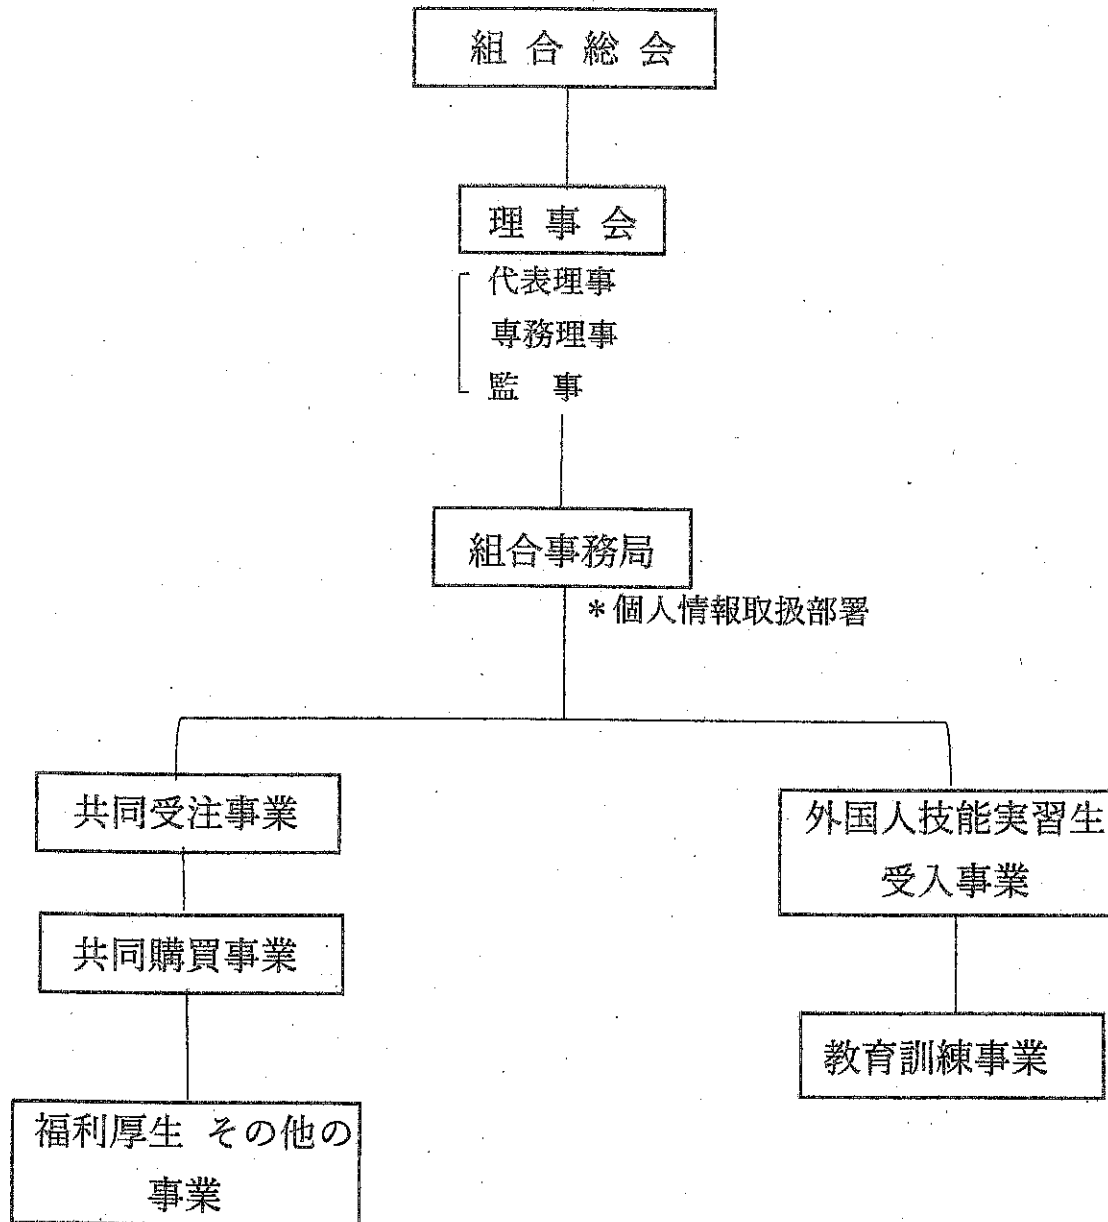 組合総会
理事会
代表理事
専務理事
監　事
組合事務局
＊個人情報取扱部署
共同受注事業
共同購買事業
福利厚生 その他の
事業
外国人技能実習生
受入事業
教育訓練事業